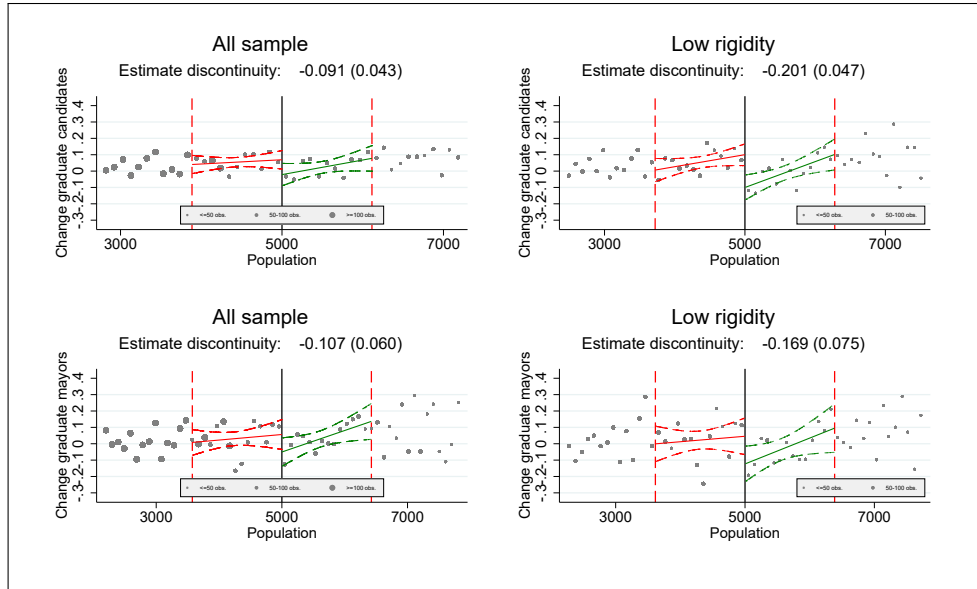 All sample
Estimate discontinuity: -0.091 (0.043)
Change graduate candidates
-.3-.2-.1 0 .1 .2 .3 .4
<=50 obs. 50-100 obs. >=100 obs.
3000 5000 7000
Population
Low rigidity
Estimate discontinuity: -0.201 (0.047)
Change graduate candidates
-.3-.2-.1 0 .1 .2 .3 .4
<=50 obs. 50-100 obs.
3000 5000 7000
Population
All sample
Estimate discontinuity: -0.107 (0.060)
Change graduate mayors
-.3-.2-.1 0 .1 .2 .3 .4
<=50 obs. 50-100 obs. >=100 obs.
3000 5000 7000
Population
Low rigidity
Estimate discontinuity: -0.169 (0.075)
Change graduate mayors
-.3-.2-.1 0 .1 .2 .3 .4
<=50 obs. 50-100 obs.
3000 5000 7000
Population